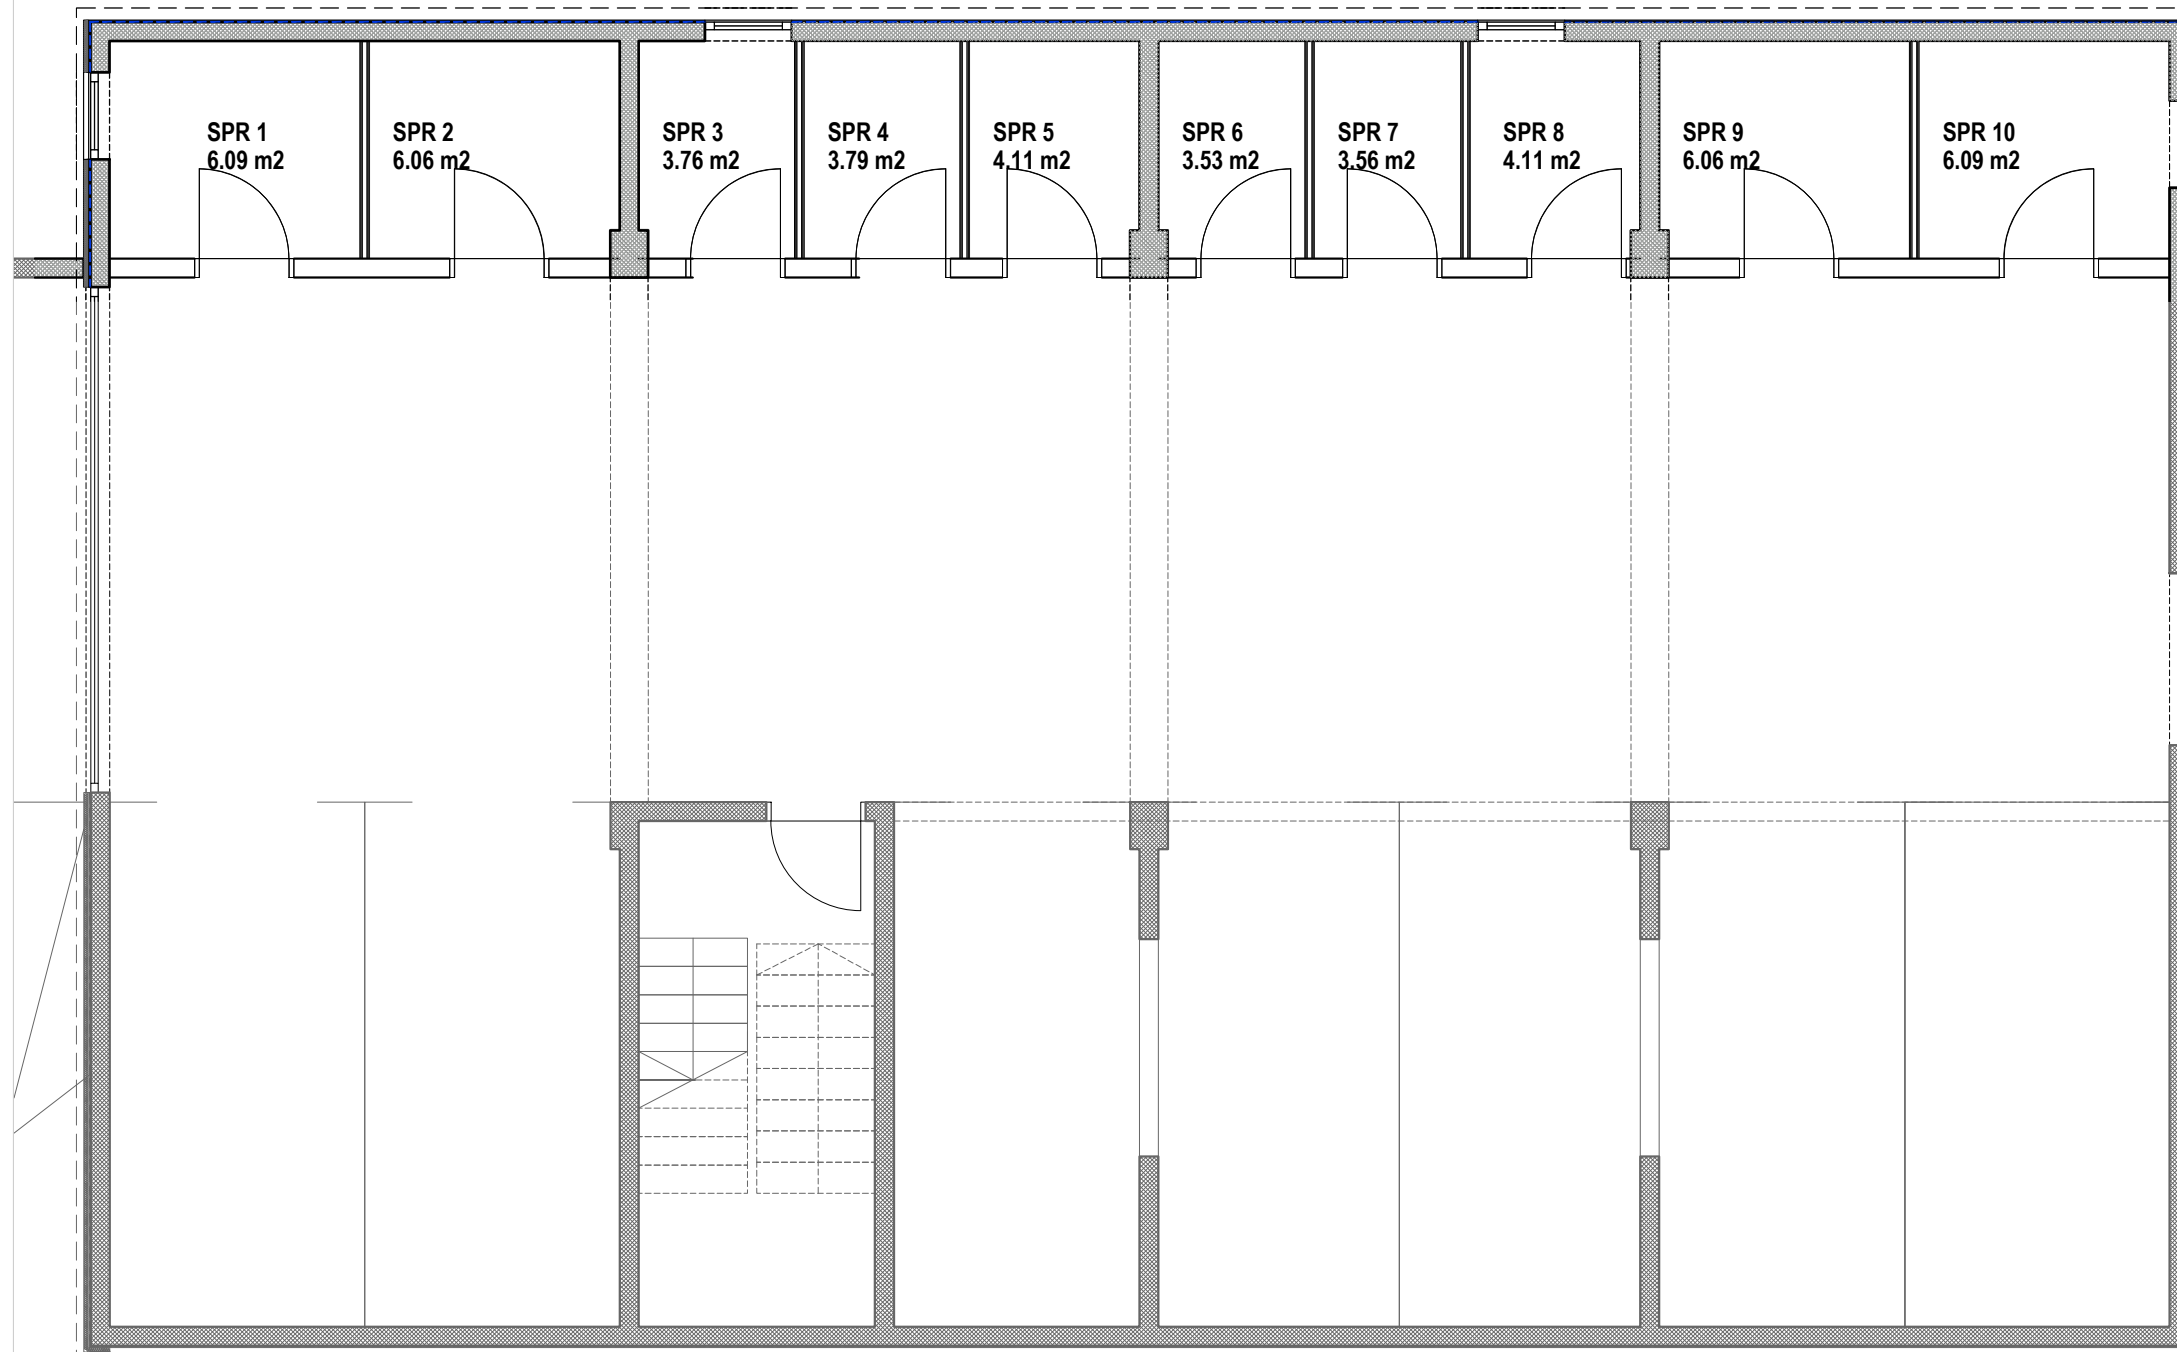 SPR 1
6.09 m2
SPR 2
6.06 m2
SPR 3
3.76 m2
SPR 4
3.79 m2
SPR 5
4.11 m2
SPR 6
3.53 m2
SPR 7
3.56 m2
SPR 8
4.11 m2
SPR 9
6.06 m2
SPR 10
6.09 m2